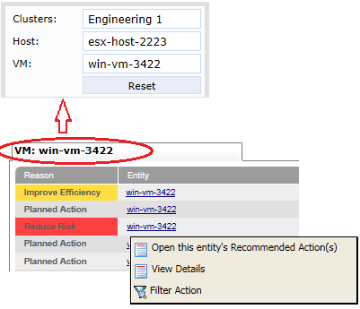 Clusters: Engineering 1
Host: esx-host-2223
VM: win-vm-3422
Reset
VM: win-vm-3422
Reason Entity
Improve Efficiency win-vm-3422
Planned Action win-vm-3422
Reduce Risk win-vm-3422
Planned Action
Planned Action
Open this entity's Recommended Action(s)
View Details
Filter Action